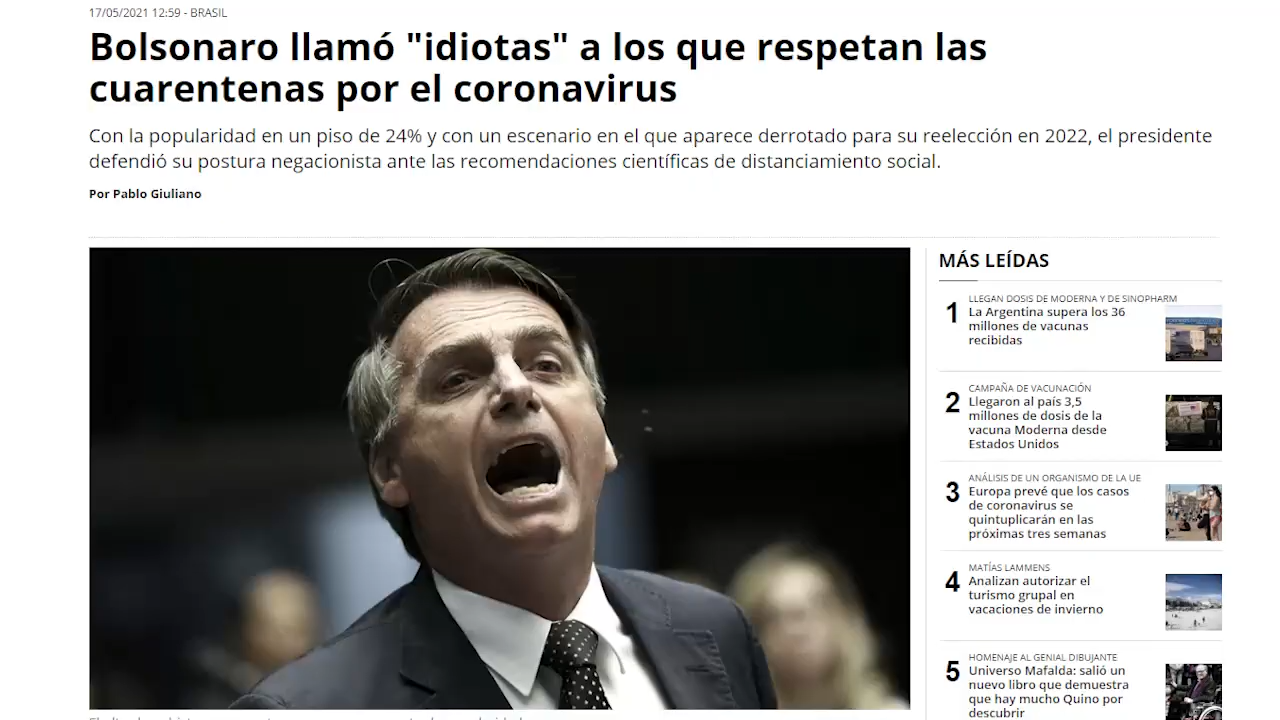 17/05/2021 12:59 - BRASIL
Bolsonaro llamó "idiotas" a los que respetan las
cuarentenas por el coronavirus
Con la popularidad en un piso de 24% y con un escenario en el que aparece derrotado para su reelección en 2022, el presidente
defendió su postura negacionista ante las recomendaciones científicas de distanciamiento social.
Por Pablo Giuliano
MÁS LEÍDAS
1
LLEGAN DOSIS DE MODERNA Y DE SINOPHARM
La Argentina supera los 36
millones de vacunas
recibidas
2
CAMPAÑA DE VACUNACIÓN
Llegaron al país 3,5
millones de dosis de la
vacuna Moderna desde
Estados Unidos
3
ANÁLISIS DE UN ORGANISMO DE LA UE
Europa prevé que los casos
de coronavirus se
quintuplicarán en las
próximas tres semanas
4
MATÍAS LAMMENS
Analizan autorizar el
turismo grupal en
vacaciones de invierno
5
HOMENAJE AL GENIAL DIBUJANTE
Universo Mafalda: salió un
nuevo libro que demuestra
que hay mucho Quino por
descubrir